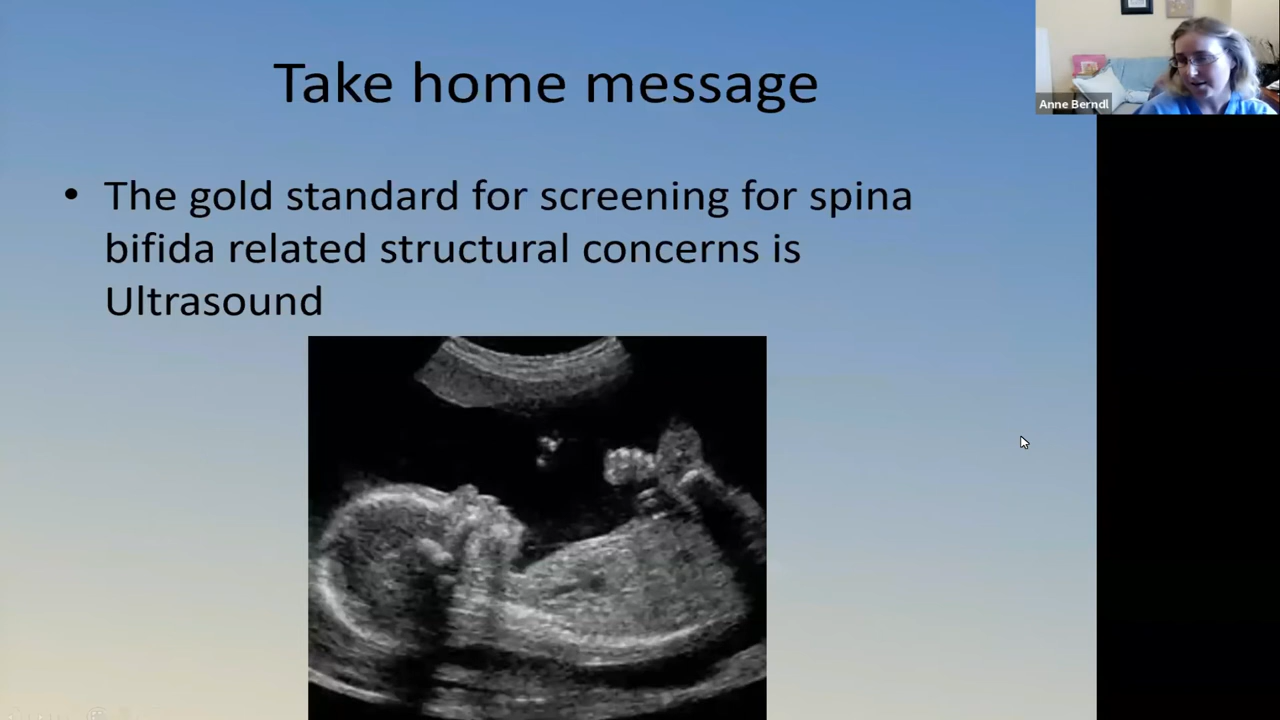 Take home message
• The gold standard for screening for spina
bifida related structural concerns is
Ultrasound
Anne Berndl